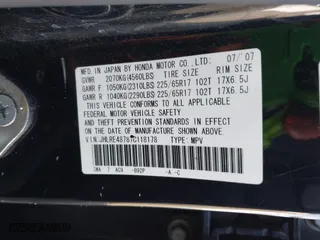 MFD. IN JAPAN BY HONDA MOTOR CO., LTD. 07/ 07
GVWR 2070KG(4560LBS) TIRE SIZE RIM SIZE
GAWR F 1050KG(2310LBS) 225/65R17 102T 17X6.5J
GAWR R 1040KG(2290LBS) 225/65R17 102T 17X6.5J
THIS VEHICLE CONFORMS TO ALL APPLICABLE
FEDERAL MOTOR VEHICLE SAFETY AND
THEFT PREVENTION STANDARDS IN EFFECT ON
THE DATE OF MANUFACTURE SHOWN ABOVE.
V.I.N.: TYPE: MPV
-A -C